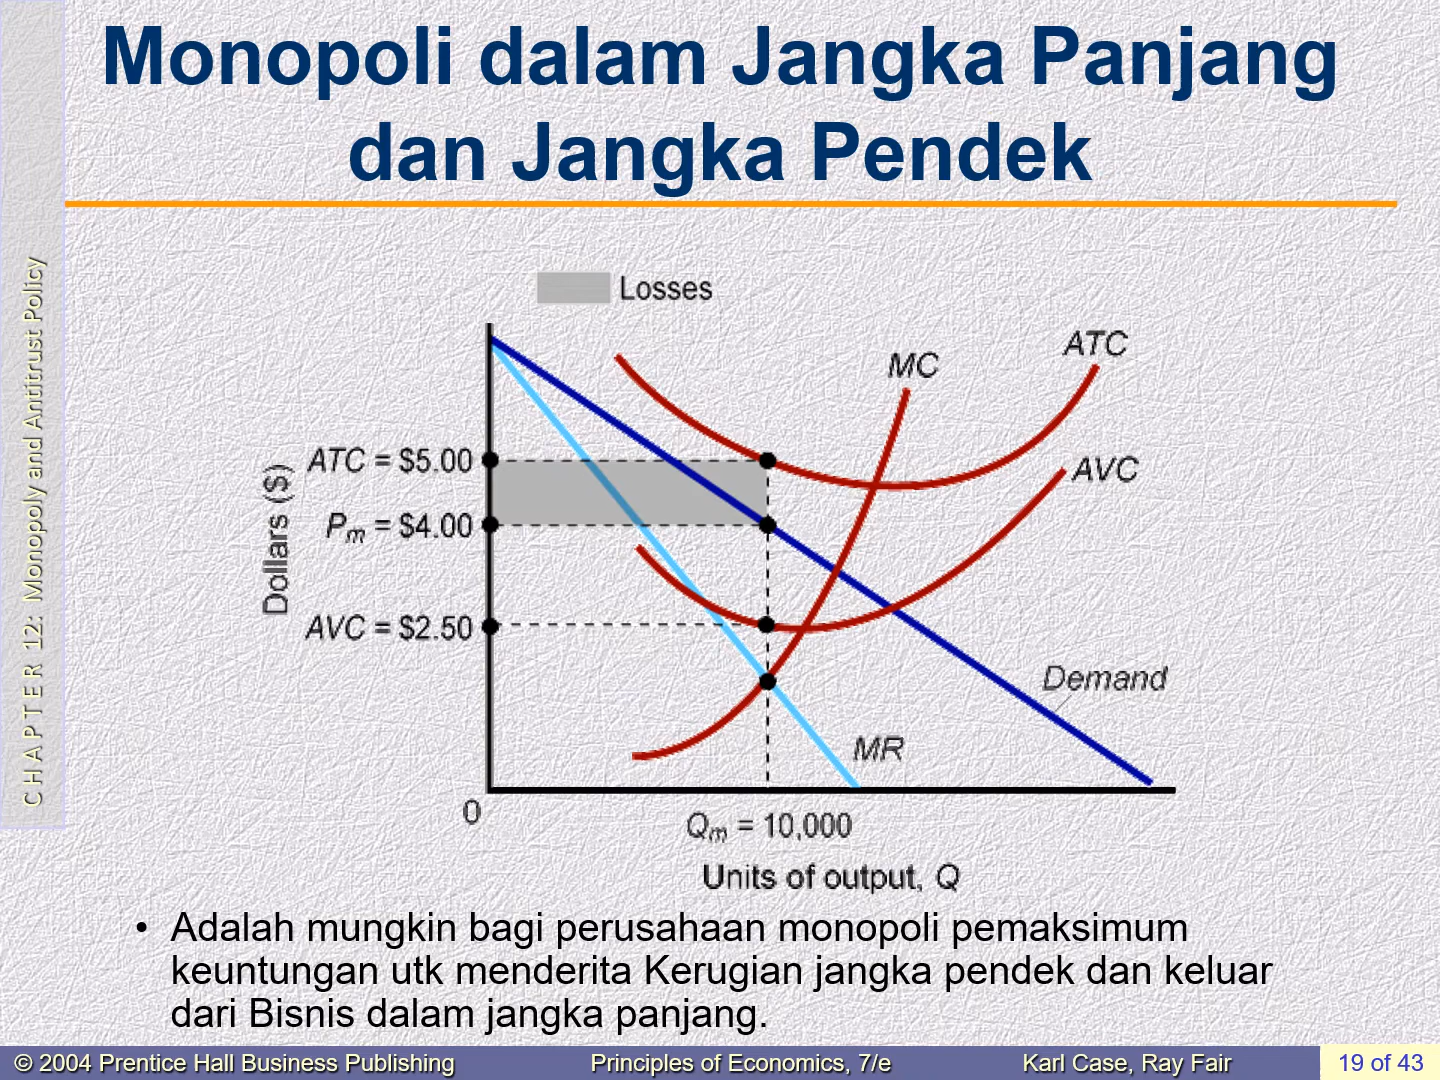 Monopoli dalam Jangka Panjang
dan Jangka Pendek
CHAPTER 12: Monopoly and Antitrust Policy
Losses
ATC
MC
ATC = $5.00
AVC
Pm = $4.00
Dollars ($)
AVC = $2.50
Demand
MR
0
Qm = 10,000
Units of output, Q
• Adalah mungkin bagi perusahaan monopoli pemaksimum
keuntungan utk menderita Kerugian jangka pendek dan keluar
dari Bisnis dalam jangka panjang.
© 2004 Prentice Hall Business Publishing Principles of Economics, 7/e Karl Case, Ray Fair 19 of 43